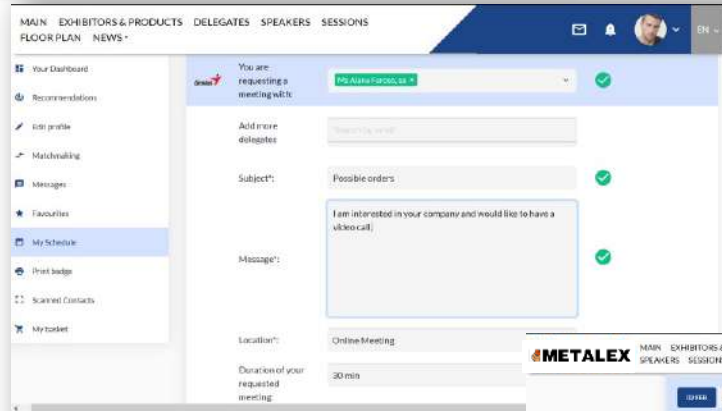 MAIN EXHIBITORS & PRODUCTS DELEGATES SPEAKERS SESSIONS
FLOOR PLAN NEWS
EN
Your Dashboard
Recommendations
Edit profile
Matchmaking
Messages
Favourites
My Schedule
Print badge
Scanned Contacts
My basket
You are
requesting a
meeting with:
Add more
delegates
Subject*:
Possible orders
I am interested in your company and would like to have a
video call
Message*:
Location*:
Online Meeting
Duration of your
requested
meeting:
30 min
METALEX
MAIN EXHIBITORS &
SPEAKERS SESSIONS